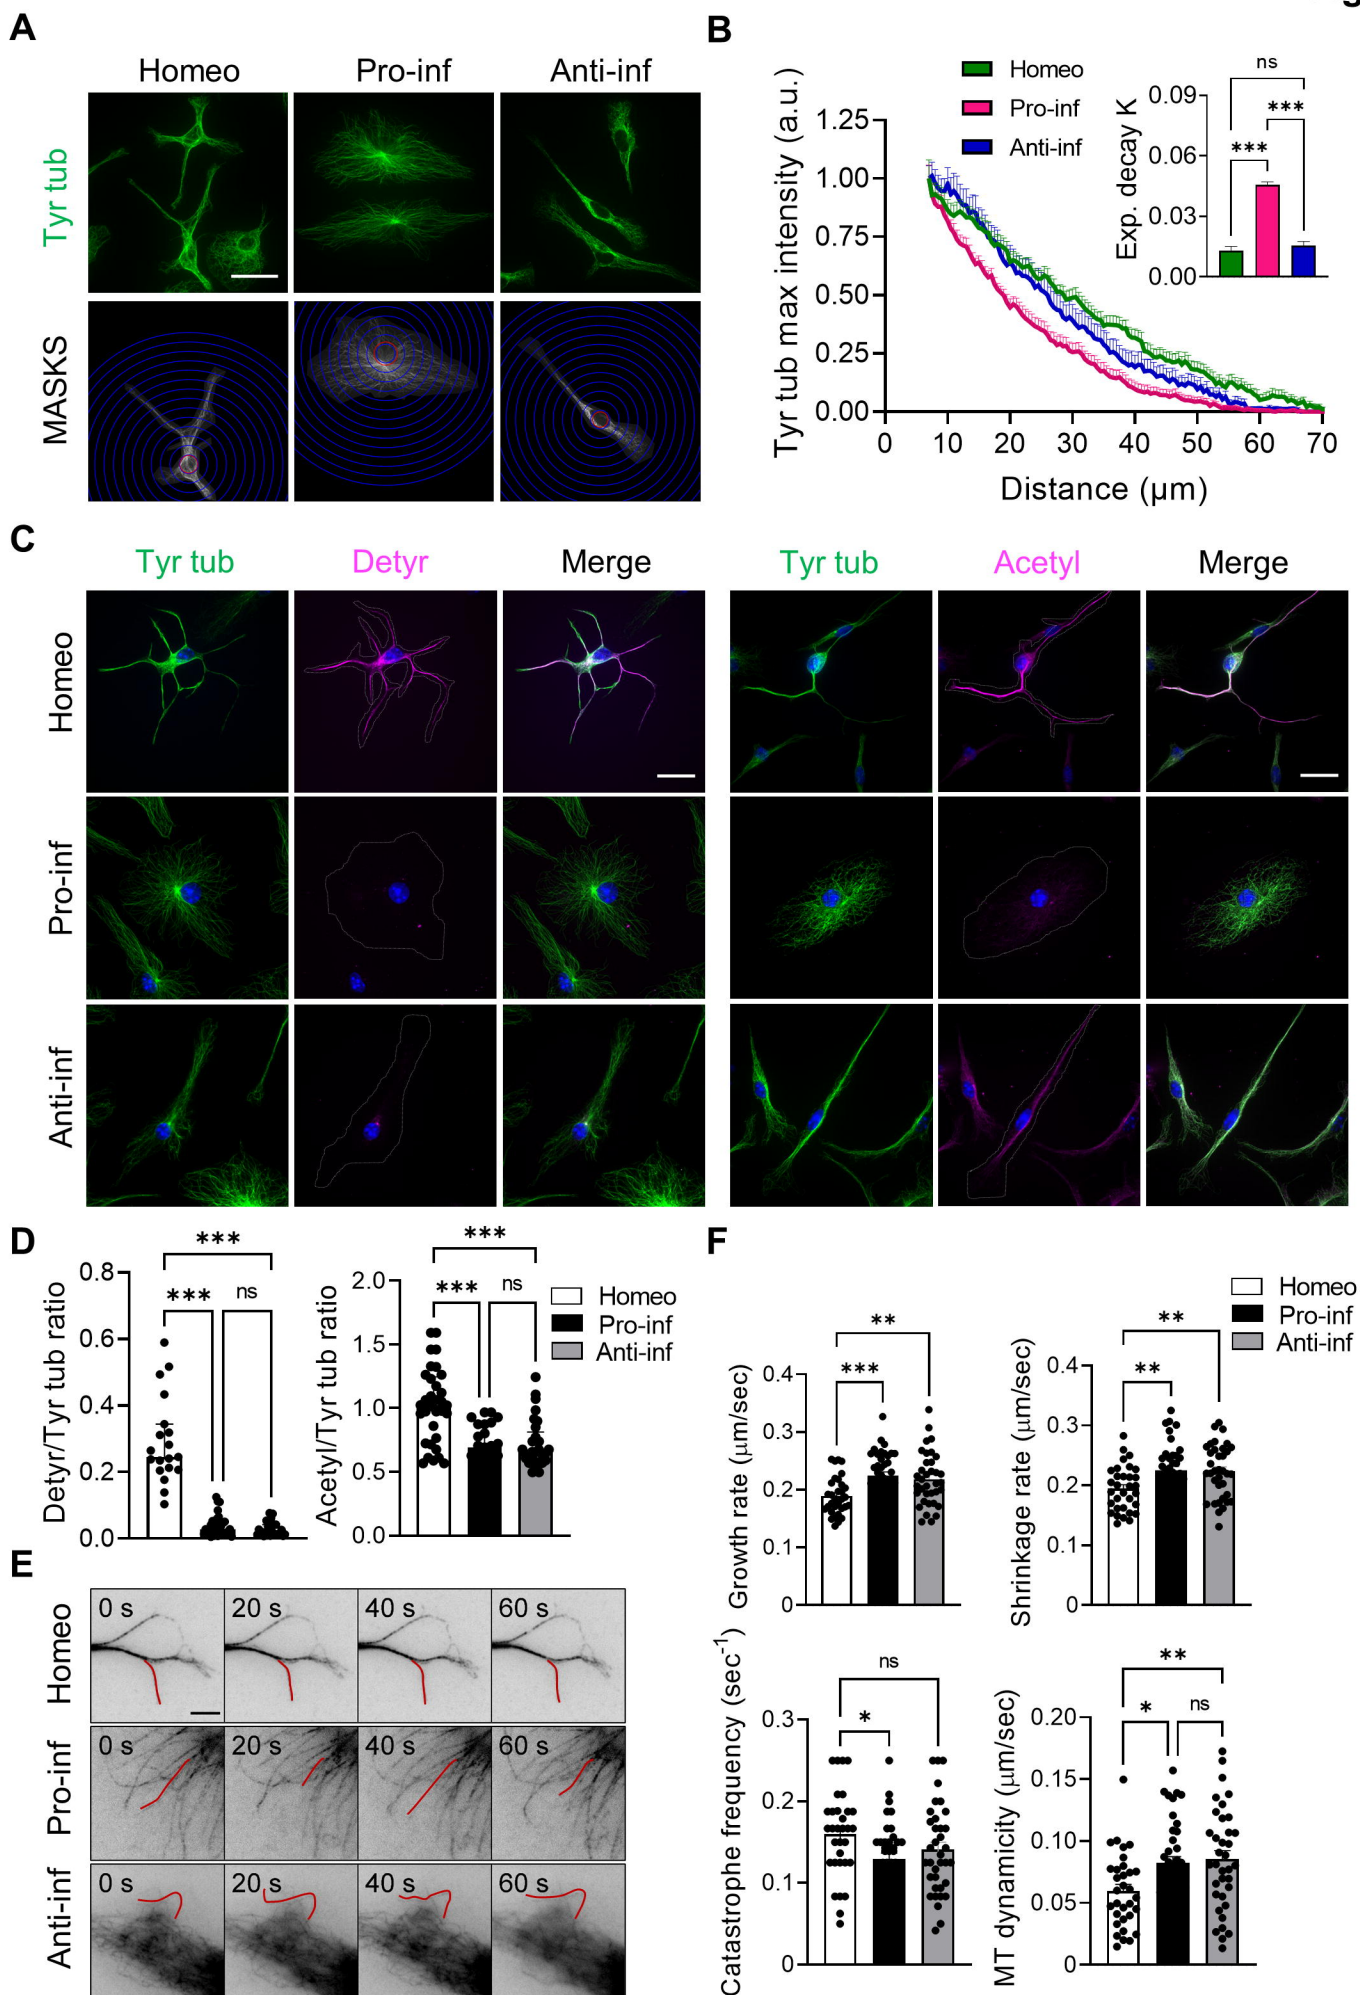 A
Homeo Pro-inf Anti-inf
Tyr tub
MASKS
B
Homeo
Pro-inf
Anti-inf
Tyr tub max intensity (a.u.)
1.25
1.00
0.75
0.50
0.25
0.00
0 10 20 30 40 50 60 70
Distance (µm)
Exp. decay K
0.09
0.06
0.03
0.00
ns
***
***
C
Tyr tub Detyr Merge Tyr tub Acetyl Merge
Homeo
Pro-inf
Anti-inf
D
Detyr/Tyr tub ratio
0.8
0.6
0.4
0.2
0.0
***
*** ns
Acetyl/Tyr tub ratio
2.0
1.5
1.0
0.5
0.0
***
*** ns
Homeo
Pro-inf
Anti-inf
E
Homeo
0 s 20 s 40 s 60 s
Pro-inf
0 s 20 s 40 s 60 s
Anti-inf
0 s 20 s 40 s 60 s
F
Homeo
Pro-inf
Anti-inf
Growth rate (µm/sec)
0.4
0.3
0.2
0.1
0
**
***
Shrinkage rate (µm/sec)
0.4
0.3
0.2
0.1
0
**
**
Catastrophe frequency (sec⁻¹)
0.3
0.2
0.1
0
ns
*
MT dynamicity (µm/sec)
0.20
0.15
0.10
0.05
0
**
* ns